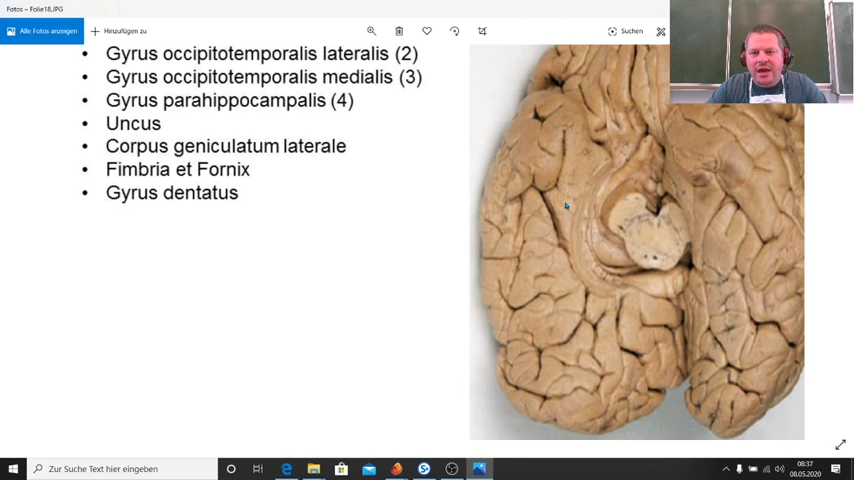 Fotos – Folie18.JPG
Alle Fotos anzeigen
Hinzufügen zu
Suchen
Gyrus occipitotemporalis lateralis (2)
Gyrus occipitotemporalis medialis (3)
Gyrus parahippocampalis (4)
Uncus
Corpus geniculatum laterale
Fimbria et Fornix
Gyrus dentatus
Zur Suche Text hier eingeben
08:37
08.05.2020